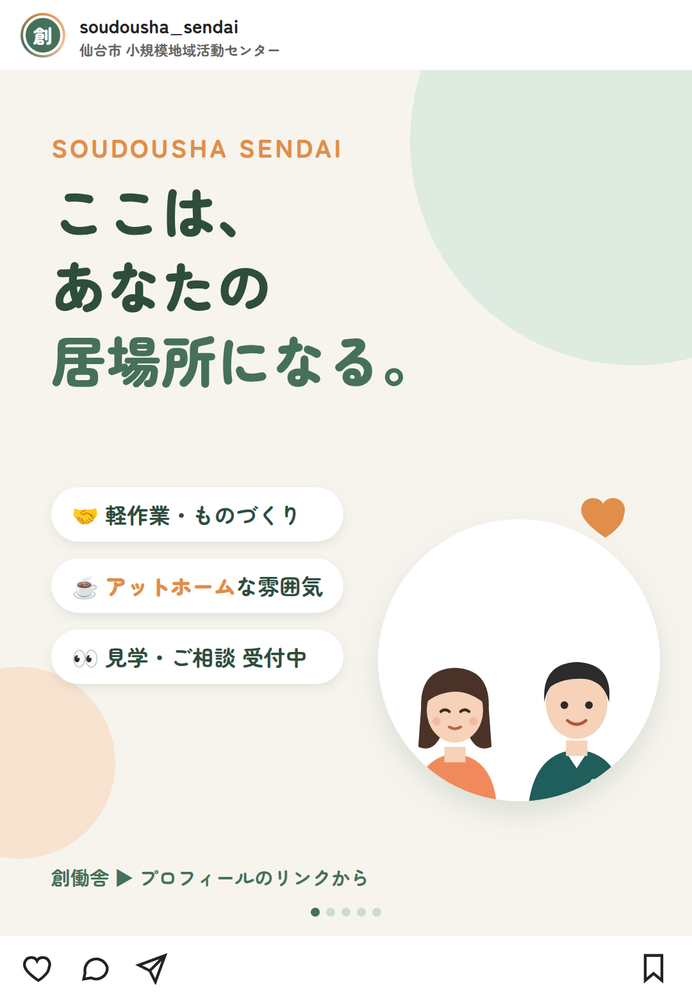 創
soudousha_sendai
仙台市 小規模地域活動センター
SOUDOUSHA SENDAI
ここは、
あなたの
居場所になる。
🤝 軽作業・ものづくり
☕ アットホームな雰囲気
👀 見学・ご相談 受付中
創働舎 ▶ プロフィールのリンクから